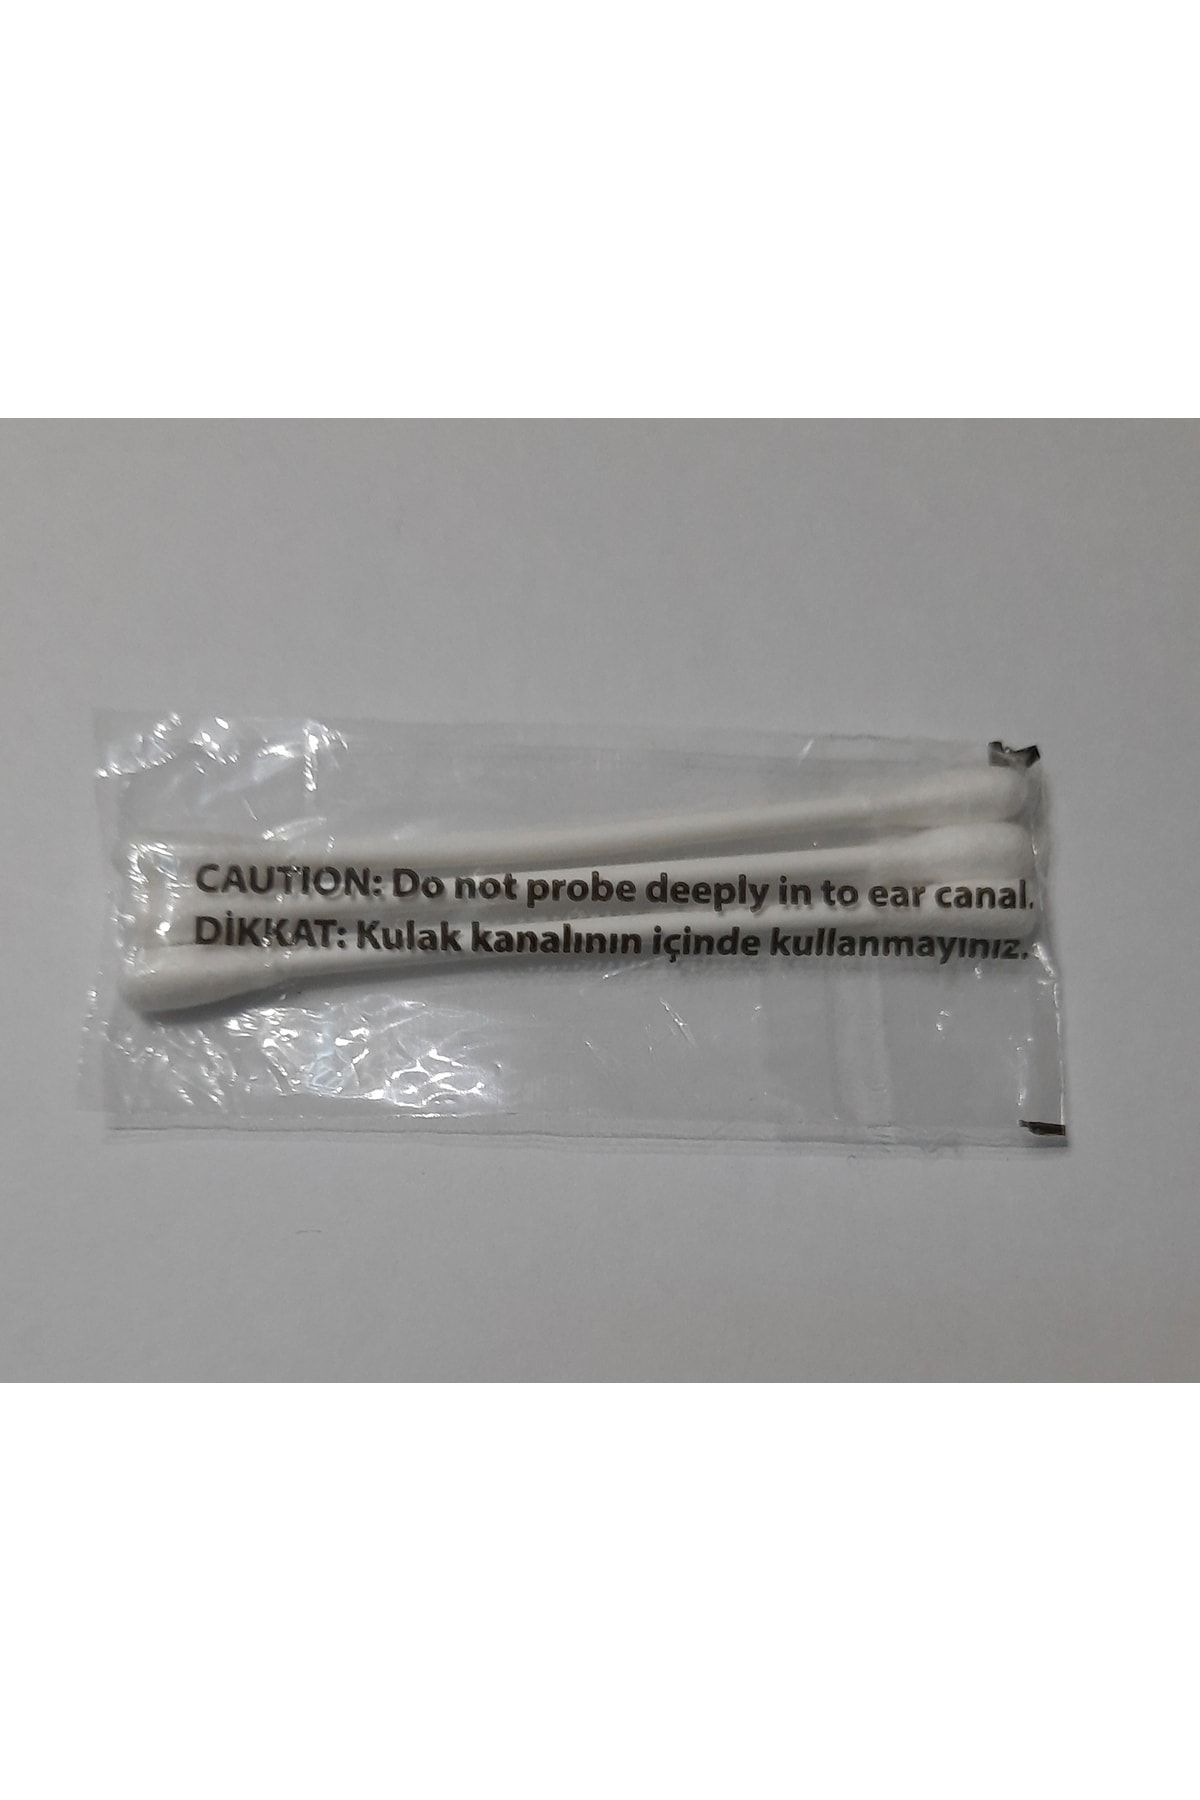 CAUTION: Do not probe deeply in to ear canal.
DİKKAT: Kulak kanalının içinde kullanmayınız.